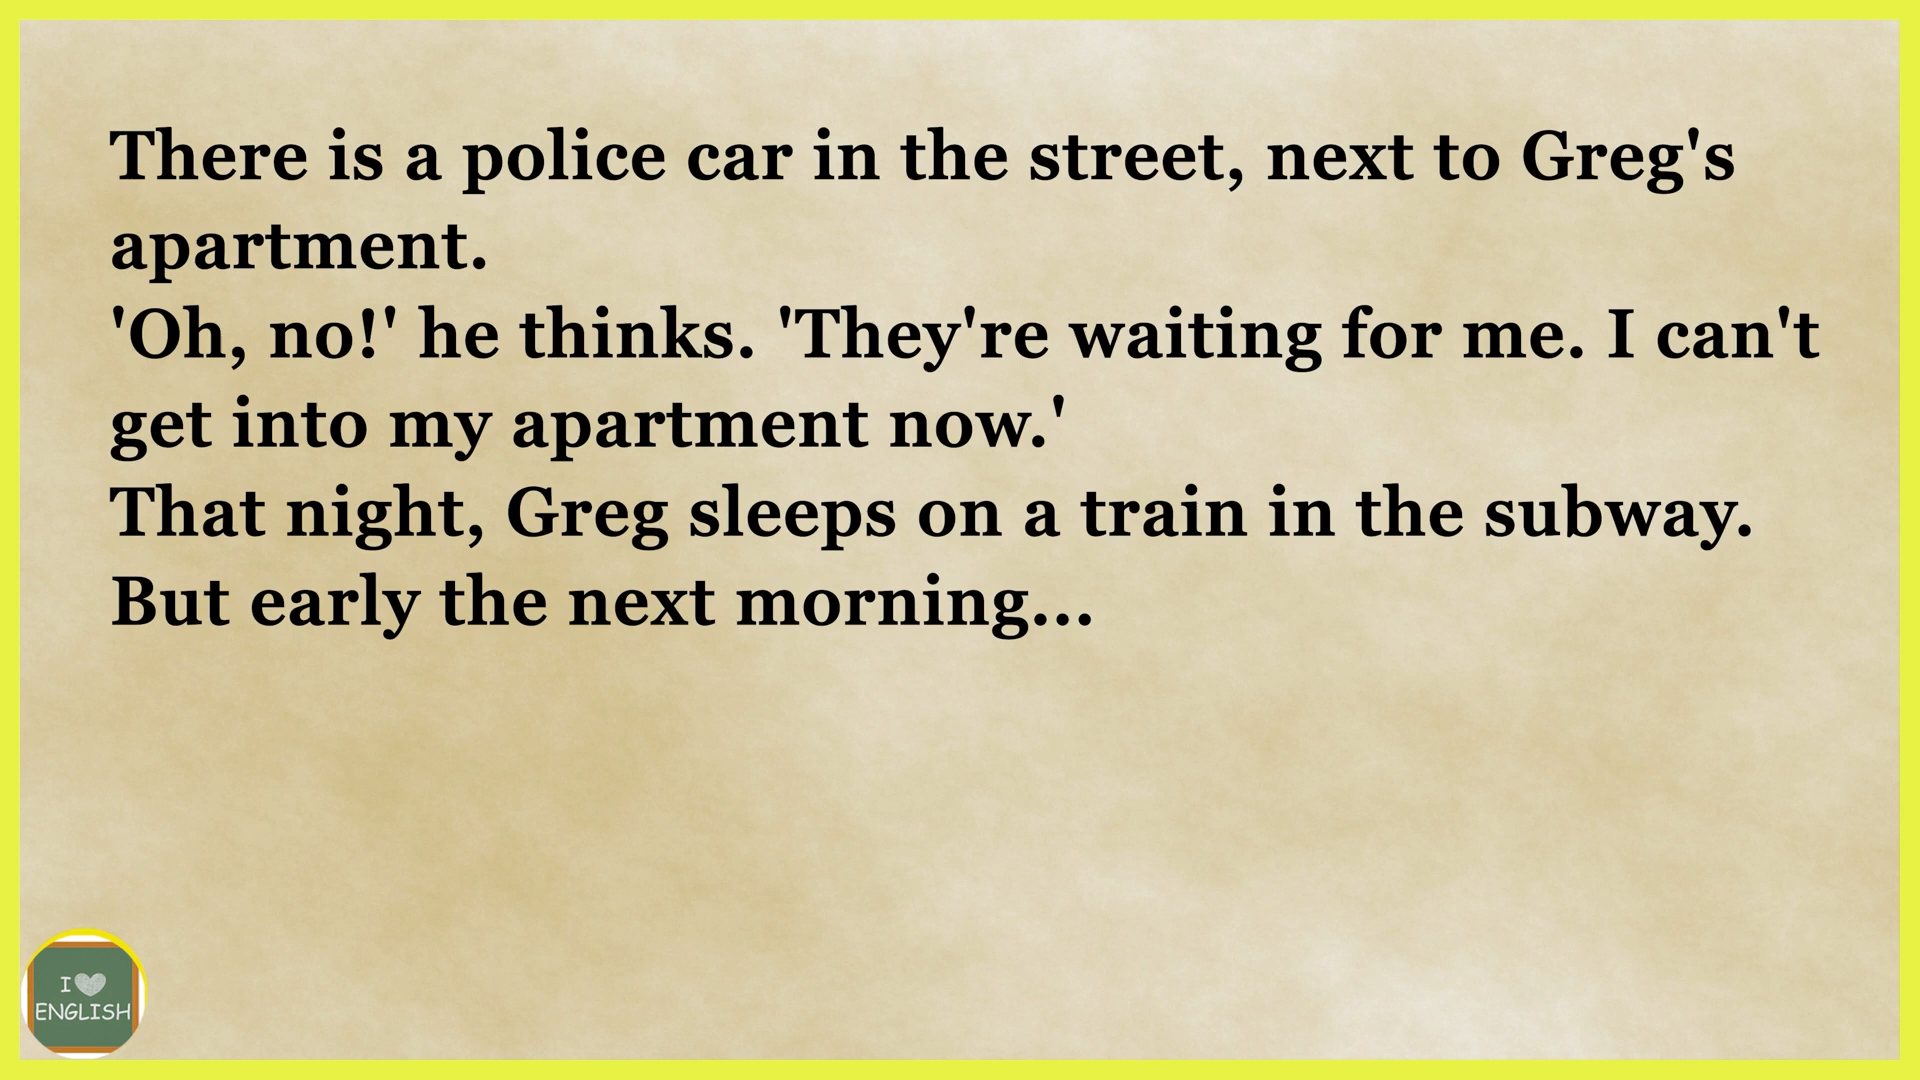 There is a police car in the street, next to Greg's
apartment.
'Oh, no!' he thinks. 'They're waiting for me. I can't
get into my apartment now.'
That night, Greg sleeps on a train in the subway.
But early the next morning...
I
ENGLISH